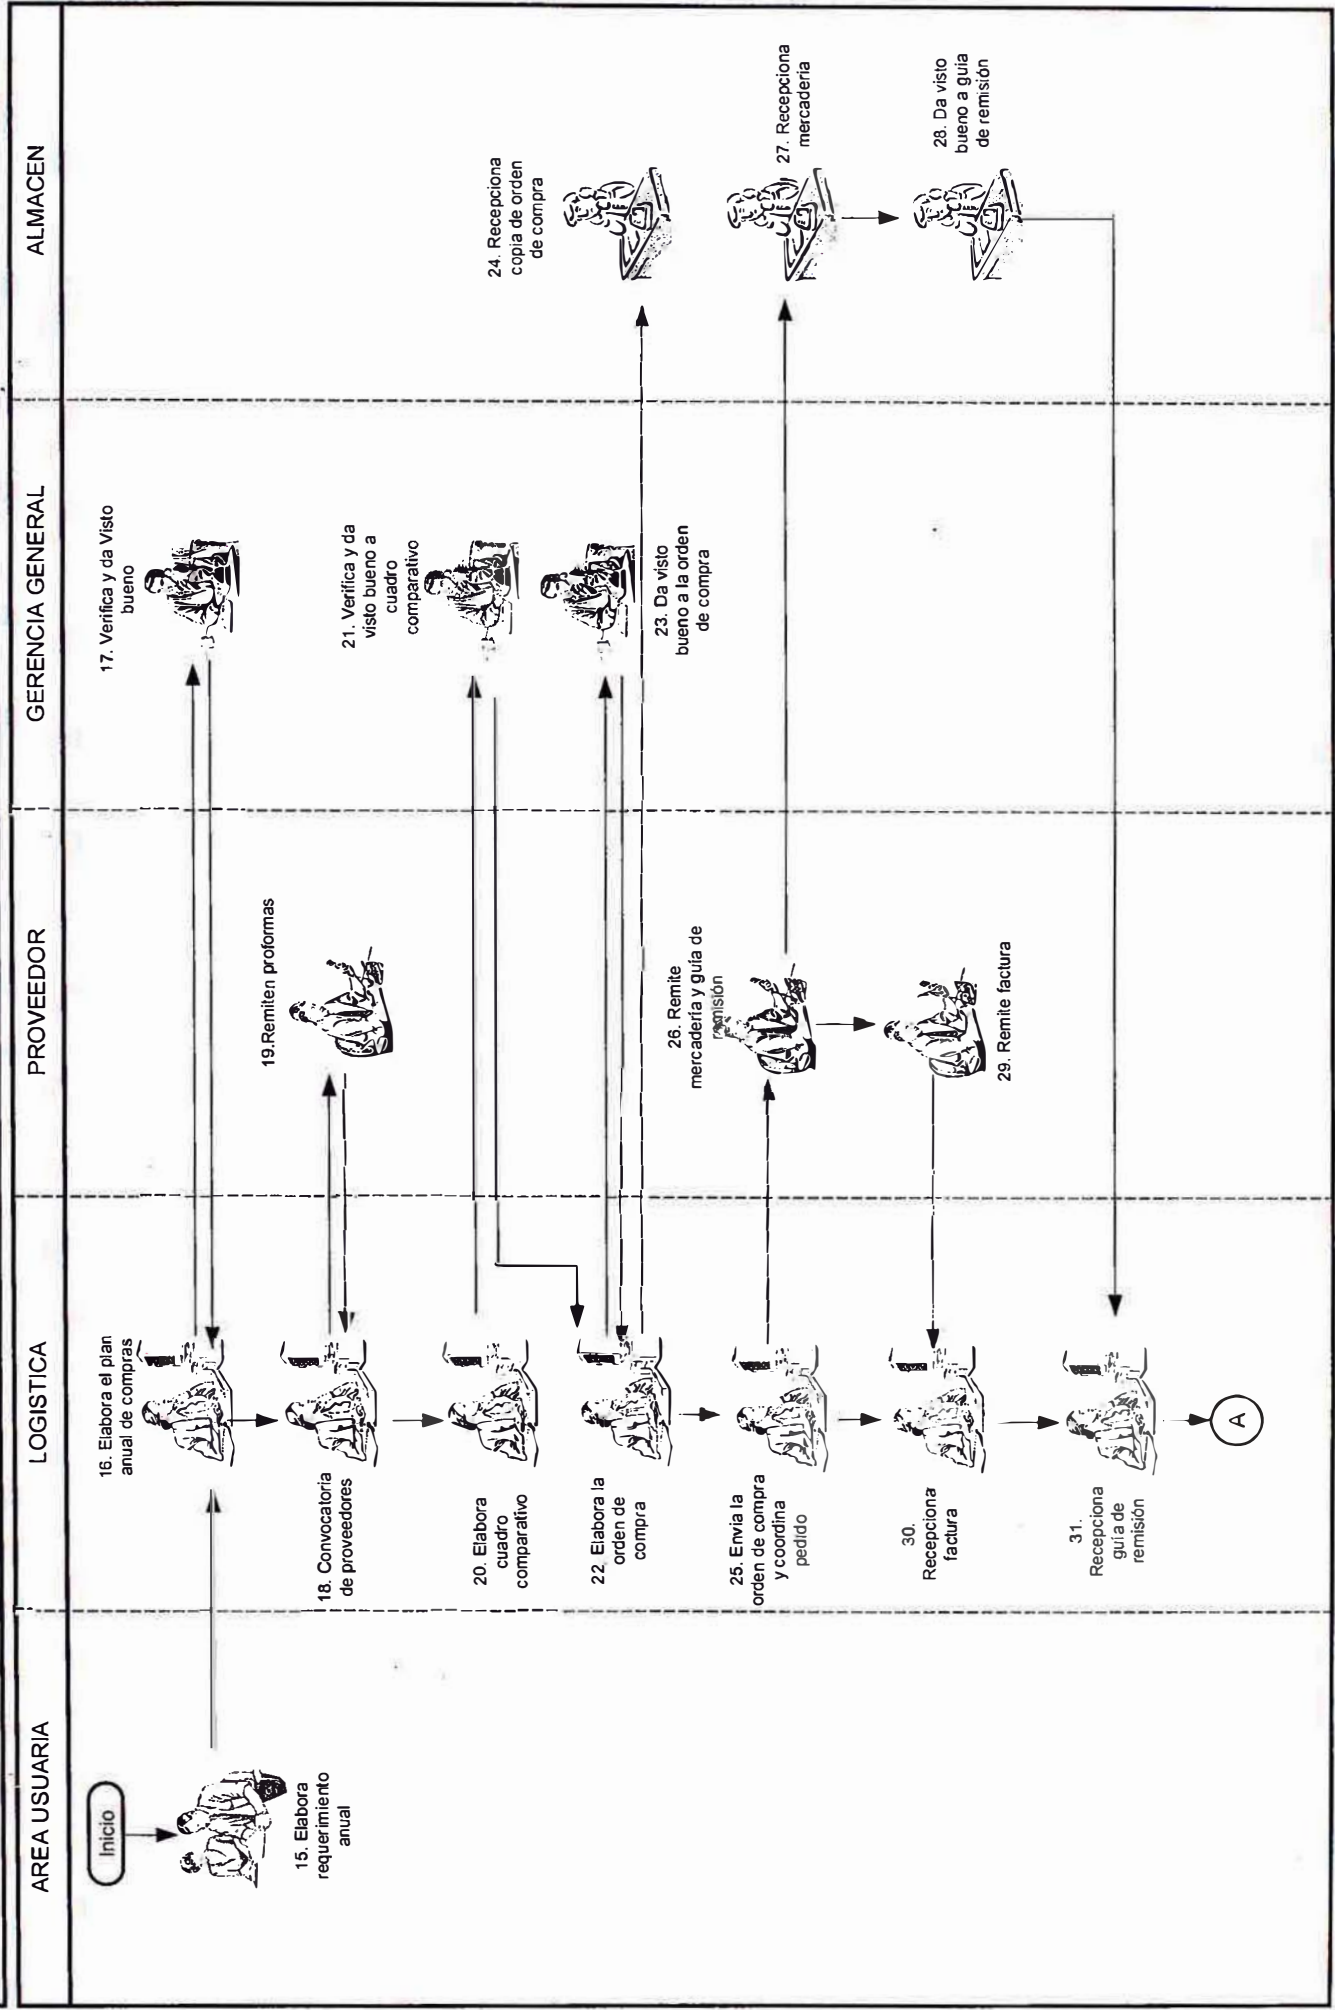 AREA USUARIA
LOGISTICA
PROVEEDOR
GERENCIA GENERAL
ALMACEN
Inicio
15. Elabora
requerimiento
anual
16. Elabora el plan
anual de compras
17. Verifica y da Visto
bueno
18. Convocatoria
de proveedores
19.Remiten proformas
20. Elabora
cuadro
comparativo
21. Verifica y da
visto bueno a
cuadro
comparativo
22. Elabora la
orden de
compra
23. Da visto
bueno a la orden
de compra
24. Recepciona
copia de orden
de compra
25. Envia la
orden de compra
y coordina
pedido
26. Remite
mercadería y guía de
remisión
27. Recepciona
mercaderia
28. Da visto
bueno a guia
de remisión
29. Remite factura
30.
Recepciona
factura
31.
Recepciona
guía de
remisión
A